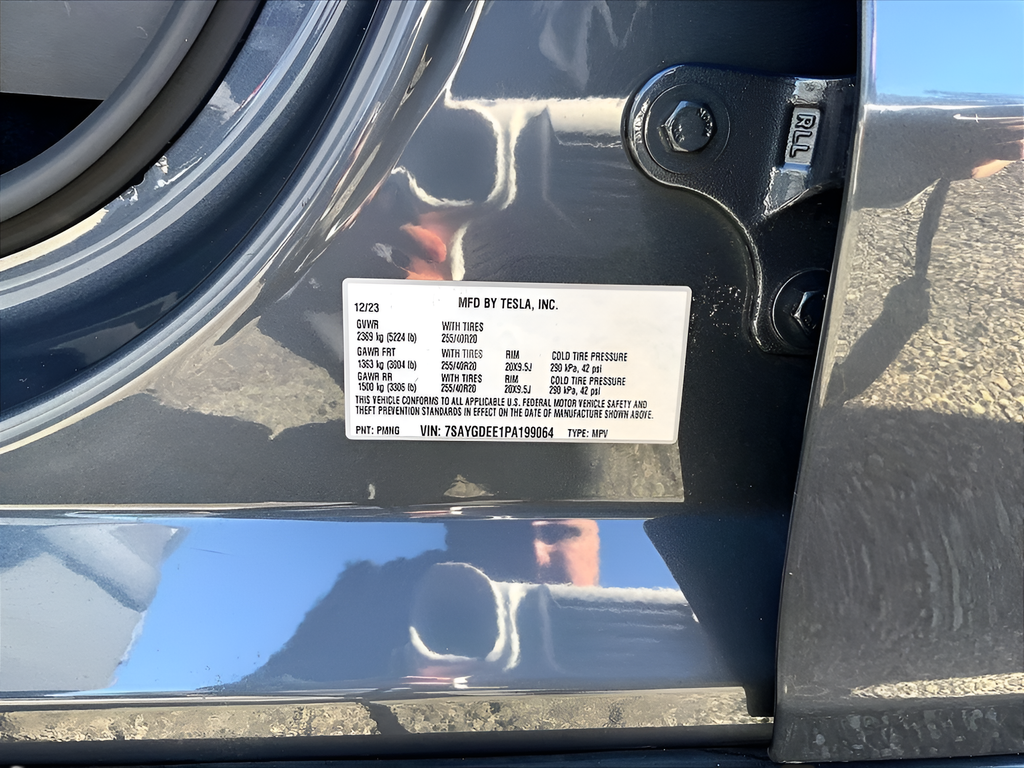 RLL
12/23 MFD BY TESLA, INC.
GVWR WITH TIRES
2369 kg (5224 lb) 255/40R20
GAWR FRT WITH TIRES RIM COLD TIRE PRESSURE
1363 kg (3004 lb) 255/40R20 20X9.5J 290 kPa, 42 psi
GAWR RR WITH TIRES RIM COLD TIRE PRESSURE
1500 kg (3306 lb) 255/40R20 20X9.5J 290 kPa, 42 psi
THIS VEHICLE CONFORMS TO ALL APPLICABLE U.S. FEDERAL MOTOR VEHICLE SAFETY AND
THEFT PREVENTION STANDARDS IN EFFECT ON THE DATE OF MANUFACTURE SHOWN ABOVE.
PNT: PMNG VIN: 7SAYGDEE1PA199064 TYPE: MPV